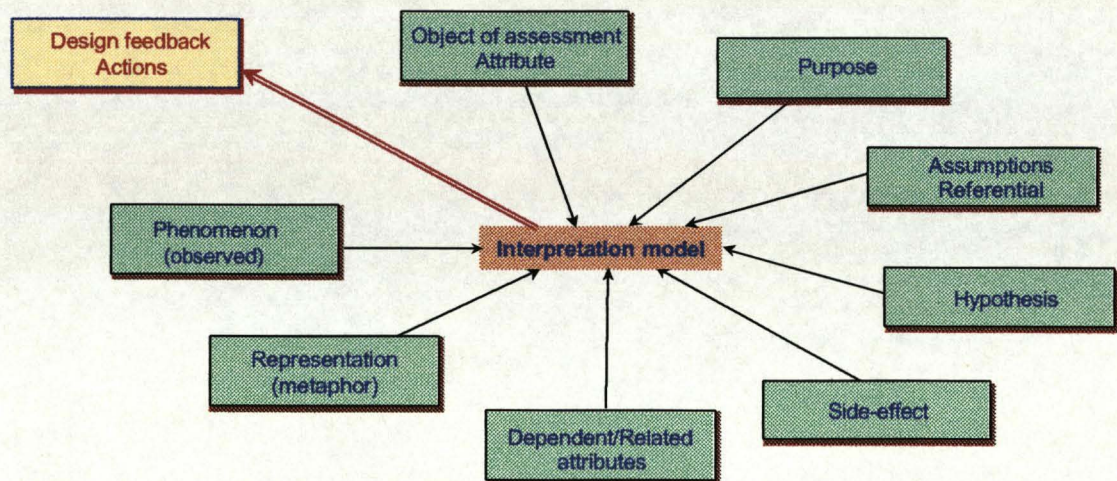 Design feedback
Actions
Object of assessment
Attribute
Purpose
Assumptions
Referential
Phenomenon
(observed)
Interpretation model
Hypothesis
Representation
(metaphor)
Side-effect
Dependent/Related
attributes